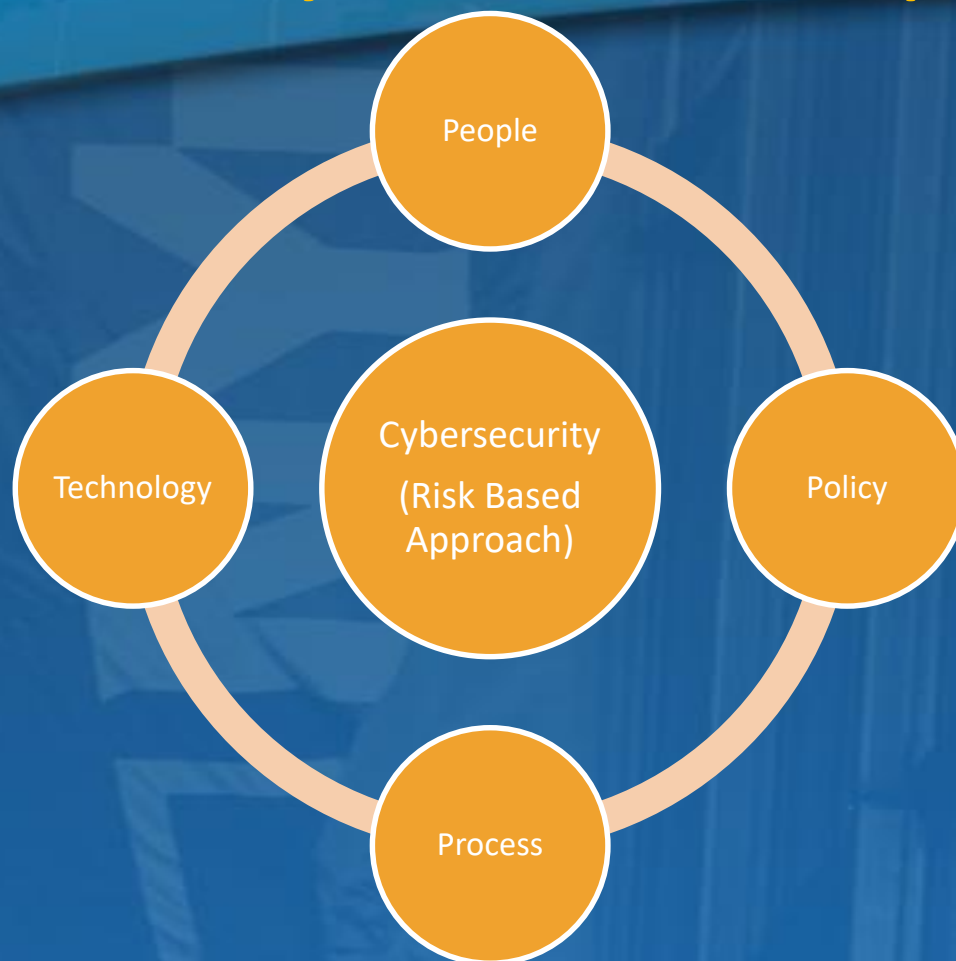 People
Cybersecurity
(Risk Based
Approach)
Technology
Policy
Process